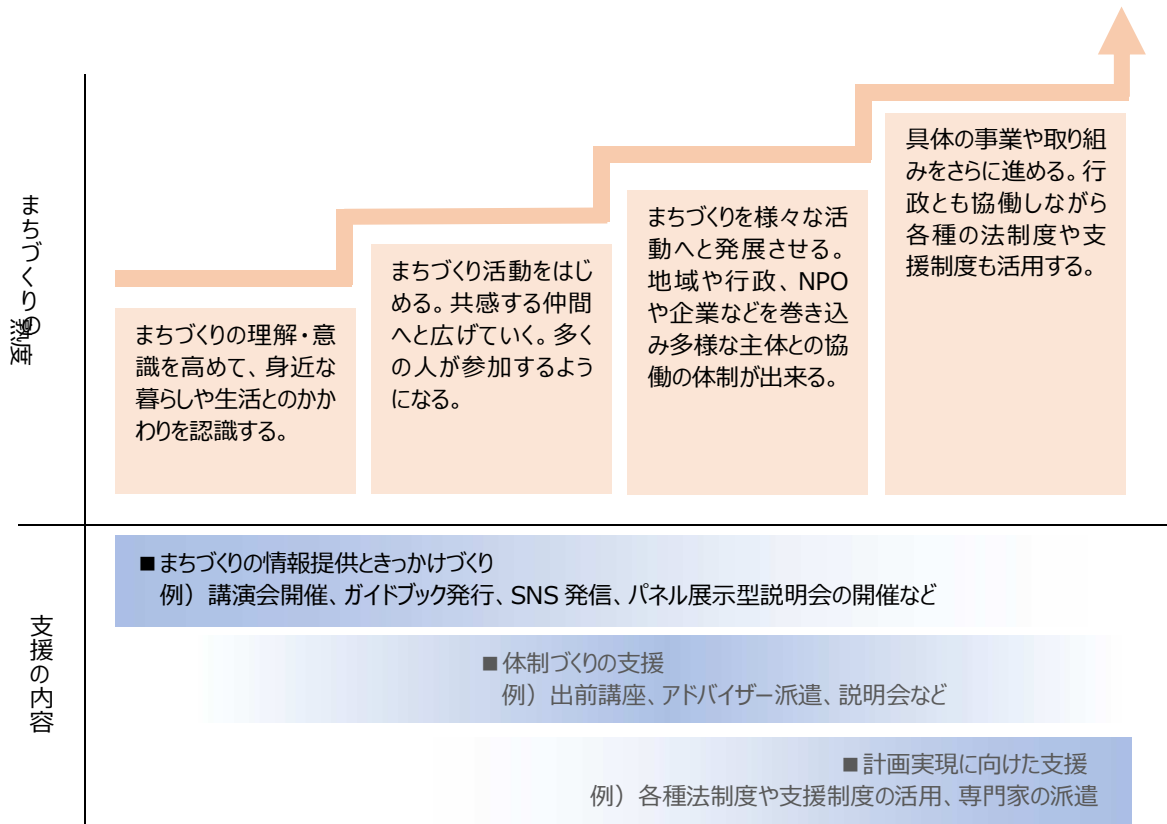 まちづくりの
熟度
まちづくりの理解・意
識を高めて、身近な
暮らしや生活とのかか
わりを認識する。
まちづくり活動をはじ
める。共感する仲間
へと広げていく。多く
の人が参加するよう
になる。
まちづくりを様々な活
動へと発展させる。
地域や行政、NPO
や企業などを巻き込
み多様な主体との協
働の体制が出来る。
具体の事業や取り組
みをさらに進める。行
政とも協働しながら
各種の法制度や支
援制度も活用する。
支援の内容
■まちづくりの情報提供ときっかけづくり
例）講演会開催、ガイドブック発行、SNS 発信、パネル展示型説明会の開催など
■体制づくりの支援
例）出前講座、アドバイザー派遣、説明会など
■計画実現に向けた支援
例）各種法制度や支援制度の活用、専門家の派遣